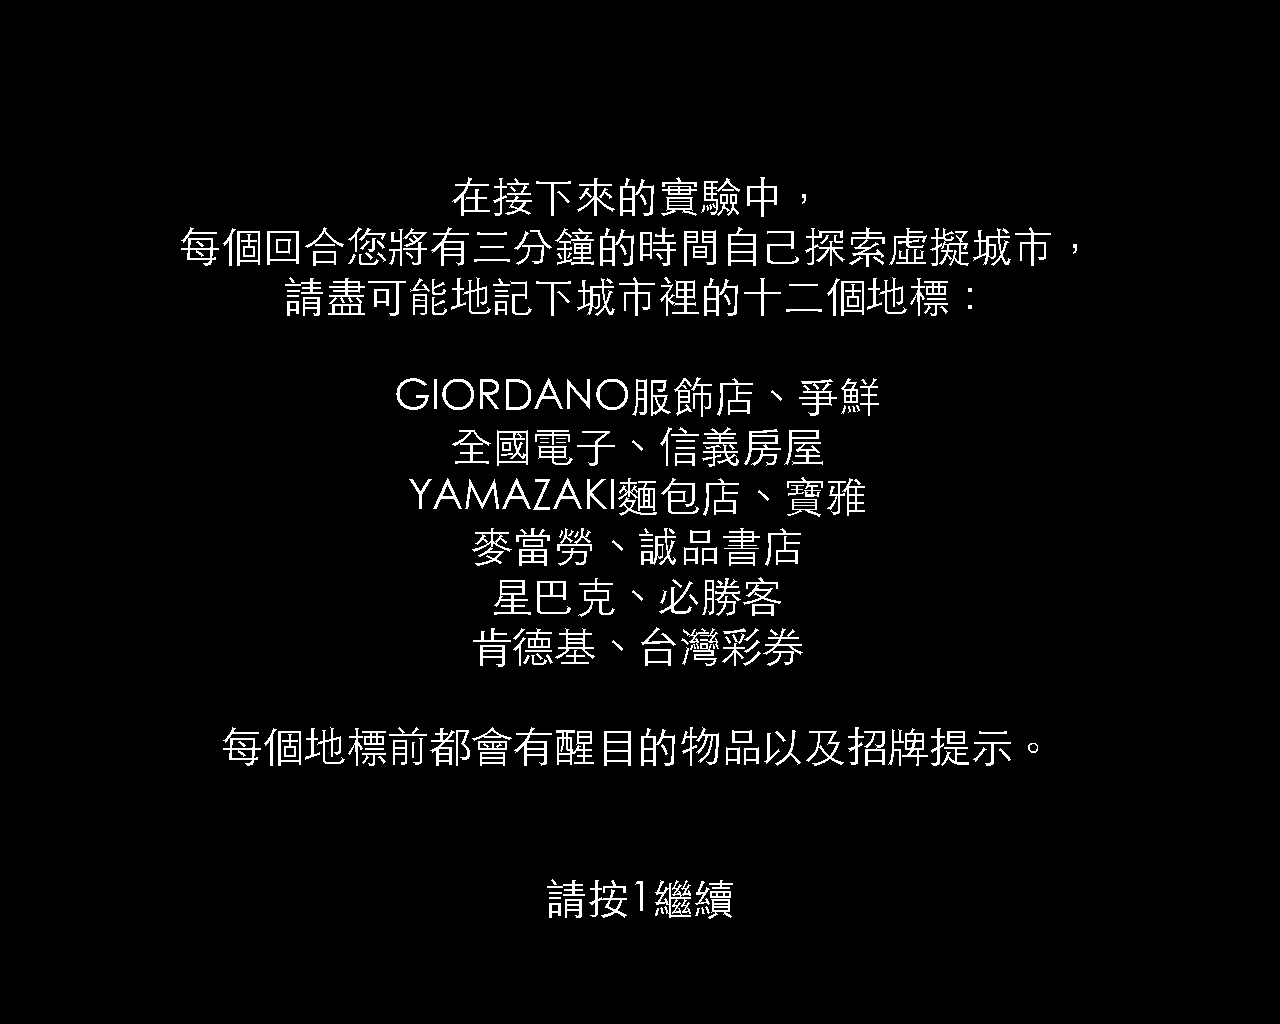 在接下來的實驗中，
每個回合您將有三分鐘的時間自己探索虛擬城市，
請盡可能地記下城市裡的十二個地標：
GIORDANO服飾店、爭鮮
全國電子、信義房屋
YAMAZAKI麵包店、寶雅
麥當勞、誠品書店
星巴克、必勝客
肯德基、台灣彩券
每個地標前都會有醒目的物品以及招牌提示。
請按1繼續